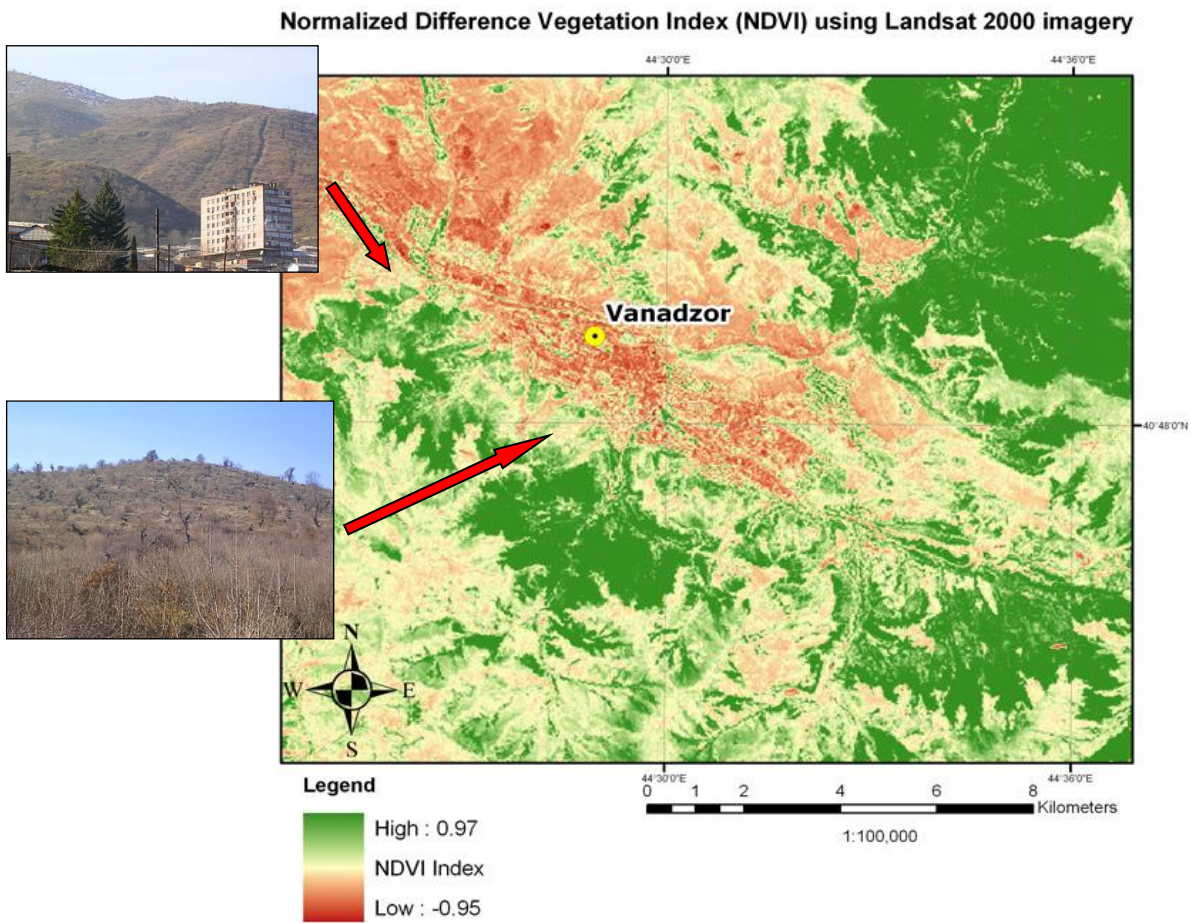 Normalized Difference Vegetation Index (NDVI) using Landsat 2000 imagery
44°30'0"E
44°36'0"E
Vanadzor
40°48'0"N
N
W
E
S
44°30'0"E
44°36'0"E
Legend
High : 0.97
NDVI Index
Low : -0.95
0 1 2 4 6 8
Kilometers
1:100,000